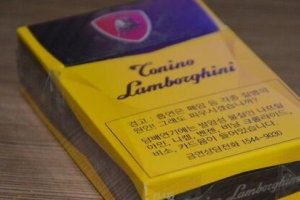 Tonino
Lamborghini
경고 : 흡연은 폐암 등 각종 질병의
원인! 그래도 피우시겠습니까?
담배연기에는 발암성 물질인 나프틸
아민, 니켈, 벤젠, 비닐 크롤라이드,
비소, 카드뮴이 들어있습니다.
금연상담전화 1544-9030
Lamborghini